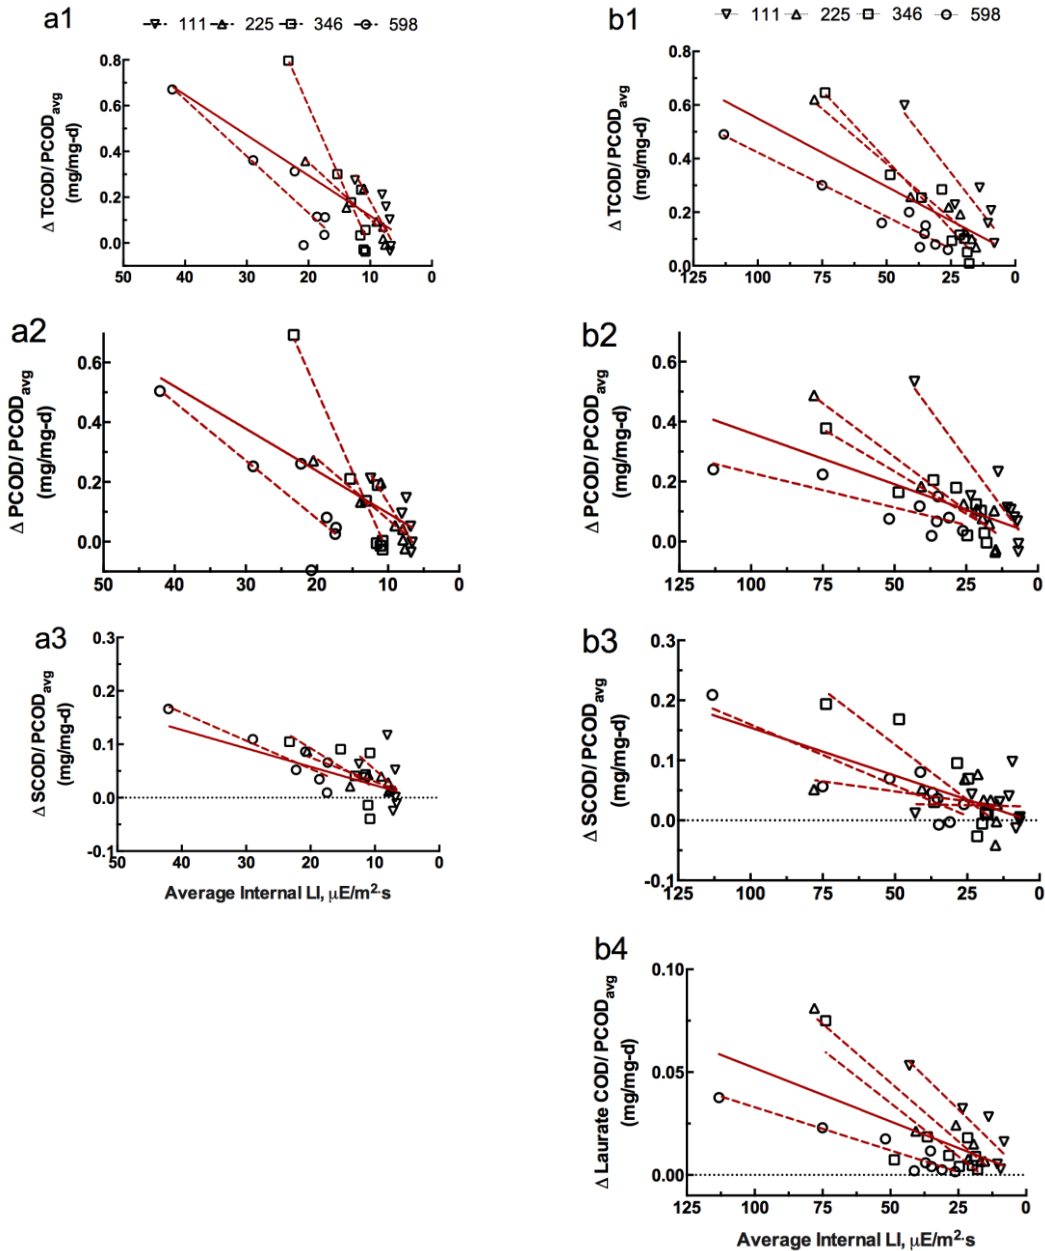 a1
111 225 346 598
Δ TCOD/ PCODavg
(mg/mg-d)
0.8
0.6
0.4
0.2
0.0
50 40 30 20 10 0
b1
111 225 346 598
Δ TCOD/ PCODavg
(mg/mg-d)
0.8
0.6
0.4
0.2
0.0
125 100 75 50 25 0
a2
Δ PCOD/ PCODavg
(mg/mg-d)
0.6
0.4
0.2
0.0
50 40 30 20 10 0
b2
Δ PCOD/ PCODavg
(mg/mg-d)
0.6
0.4
0.2
0.0
125 100 75 50 25 0
a3
Δ SCOD/ PCODavg
(mg/mg-d)
0.3
0.2
0.1
0.0
-0.1
50 40 30 20 10 0
Average Internal LI, μE/m²·s
b3
Δ SCOD/ PCODavg
(mg/mg-d)
0.3
0.2
0.1
0.0
-0.1
125 100 75 50 25 0
b4
Δ Laurate COD/ PCODavg
(mg/mg-d)
0.10
0.05
0.00
125 100 75 50 25 0
Average Internal LI, μE/m²·s